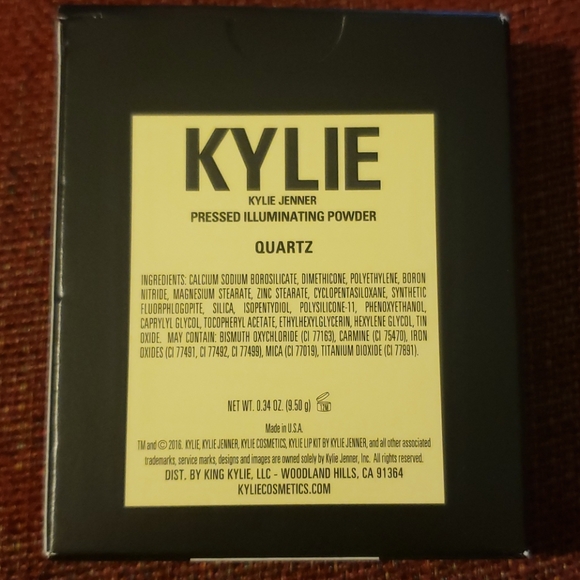 KYLIE
KYLIE JENNER
PRESSED ILLUMINATING POWDER
QUARTZ
INGREDIENTS: CALCIUM SODIUM BOROSILICATE, DIMETHICONE, POLYETHYLENE, BORON
NITRIDE, MAGNESIUM STEARATE, ZINC STEARATE, CYCLOPENTASILOXANE, SYNTHETIC
FLUORPHLOGOPITE, SILICA, ISOPENTYDIOL, POLYSILICONE-11, PHENOXYETHANOL,
CAPRYLYL GLYCOL, TOCOPHERYL ACETATE, ETHYLHEXYLGLYCERIN, HEXYLENE GLYCOL, TIN
OXIDE. MAY CONTAIN: BISMUTH OXYCHLORIDE (CI 77163), CARMINE (CI 75470), IRON
OXIDES (CI 77491, CI 77492, CI 77499), MICA (CI 77019), TITANIUM DIOXIDE (CI 77891).
NET WT. 0.34 OZ. (9.50 g)
Made in U.S.A.
TM and © 2016. KYLIE, KYLIE JENNER, KYLIE COSMETICS, KYLIE LIP KIT BY KYLIE JENNER, and all other associated
trademarks, service marks, designs and images are owned solely by Kylie Jenner, Inc. All rights reserved.
DIST. BY KING KYLIE, LLC - WOODLAND HILLS, CA 91364
KYLIECOSMETICS.COM